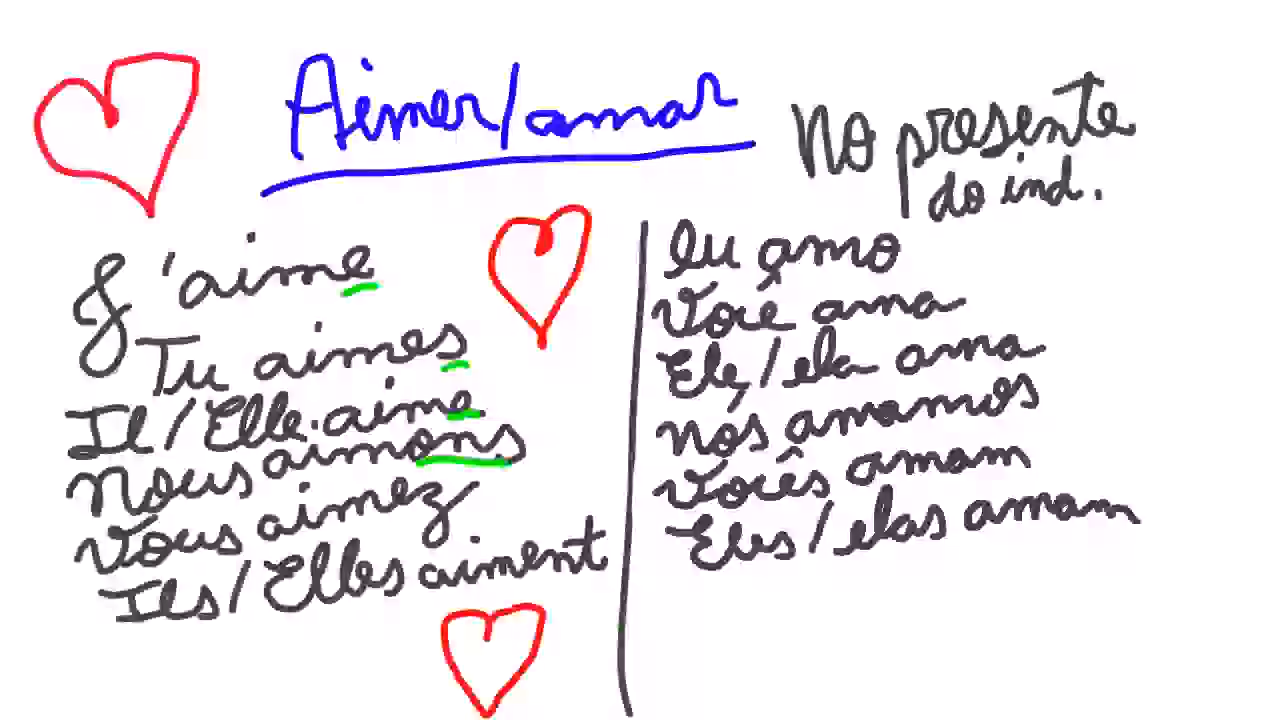 Aimer/amar
No presente
do ind.
J'aime
Tu aimes
Il/Elle aime
Nous aimons
Vous aimez
Ils/Elles aiment
Eu amo
Você ama
Ele/ela ama
Nós amamos
Vocês amam
Eles/elas amam